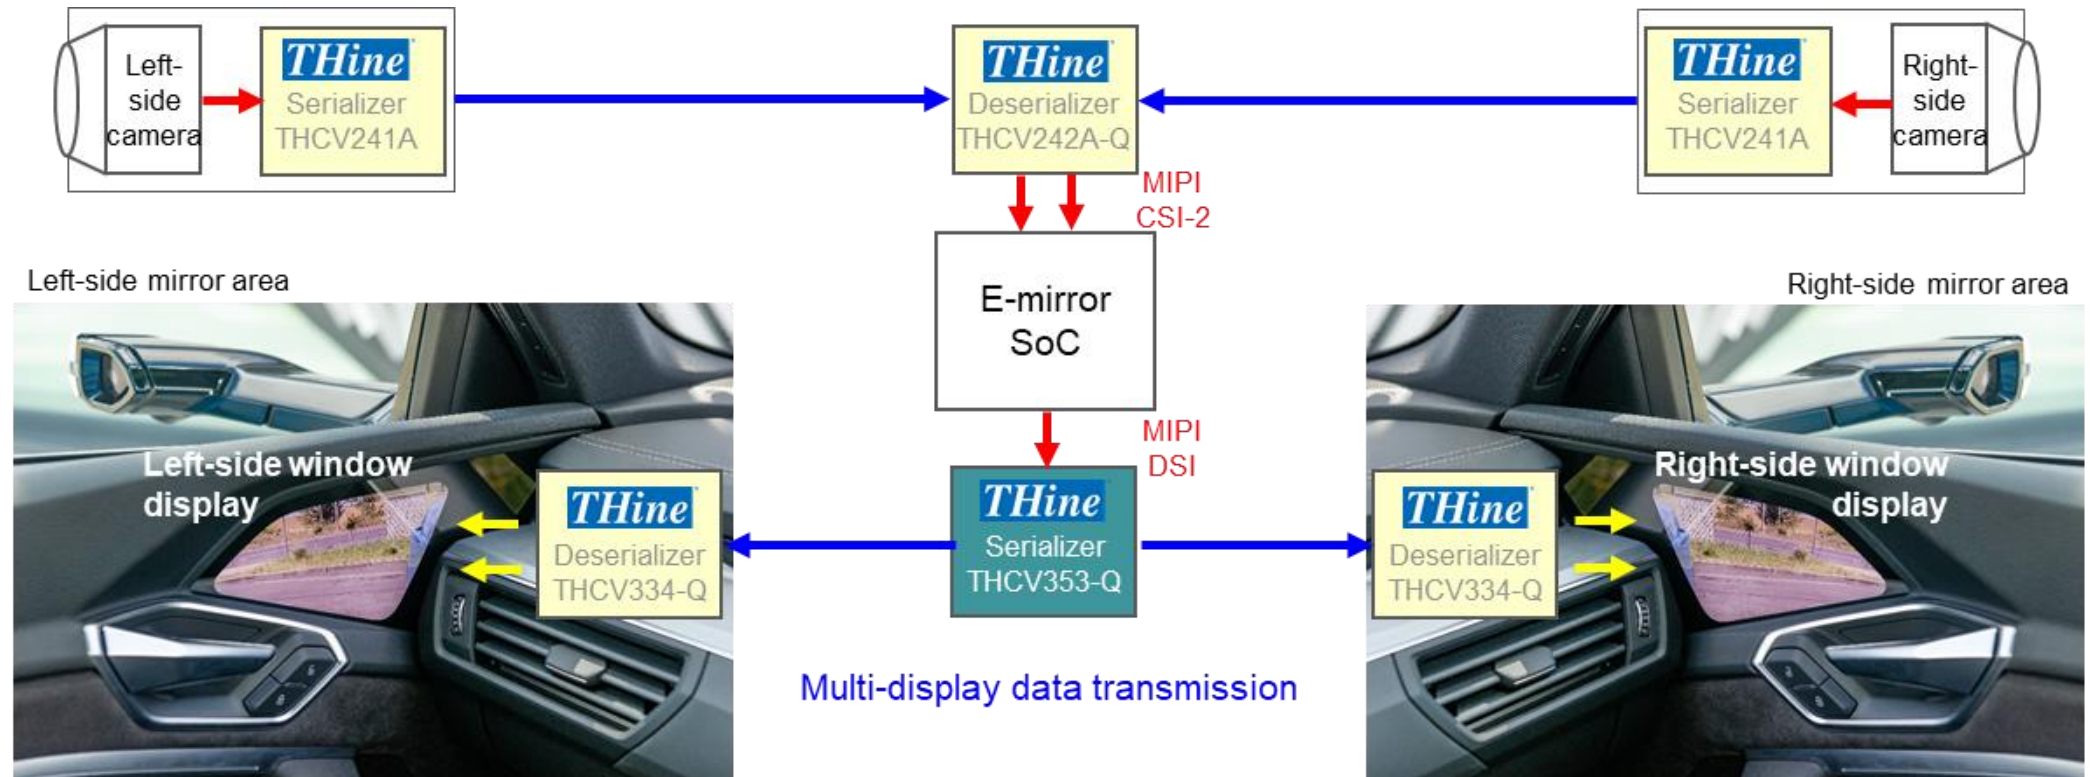 Left-
side
camera
THine
Serializer
THCV241A
THine
Deserializer
THCV242A-Q
THine
Serializer
THCV241A
Right-
side
camera
MIPI
CSI-2
E-mirror
SoC
MIPI
DSI
Left-side mirror area
Right-side mirror area
Left-side window
display
THine
Deserializer
THCV334-Q
THine
Serializer
THCV353-Q
THine
Deserializer
THCV334-Q
Right-side window
display
Multi-display data transmission